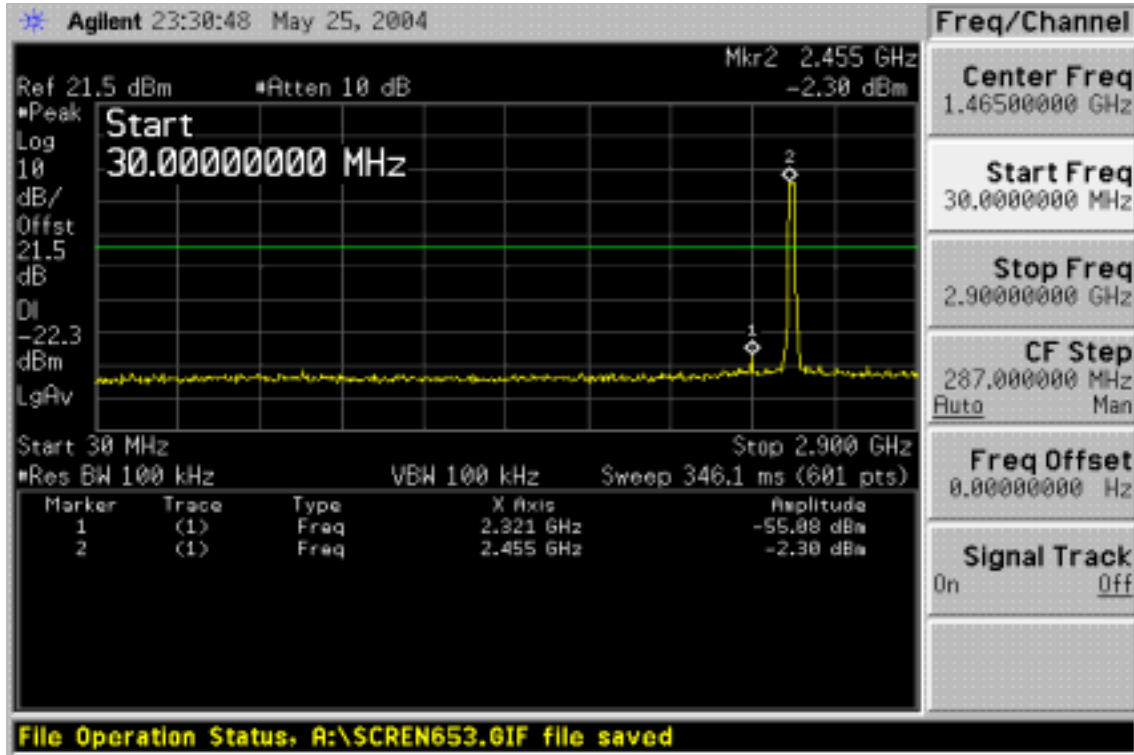 Agilent 23:30:48 May 25, 2004
Freq/Channel
Mkr2 2.455 GHz
Ref 21.5 dBm *Atten 10 dB -2.30 dBm
*Peak
Log
10
dB/
Offst
21.5
dB
DI
-22.3
dBm
LgAv
Start
30.00000000 MHz
2
1
Start 30 MHz Stop 2.900 GHz
*Res BW 100 kHz VBW 100 kHz Sweep 346.1 ms (601 pts)
Marker Trace Type X Axis Amplitude
1 (1) Freq 2.321 GHz -55.08 dBm
2 (1) Freq 2.455 GHz -2.30 dBm
Center Freq
1.46500000 GHz
Start Freq
30.0000000 MHz
Stop Freq
2.90000000 GHz
CF Step
287.000000 MHz
Auto Man
Freq Offset
0.00000000 Hz
Signal Track
On Off
File Operation Status, A:\SCREN653.GIF file saved